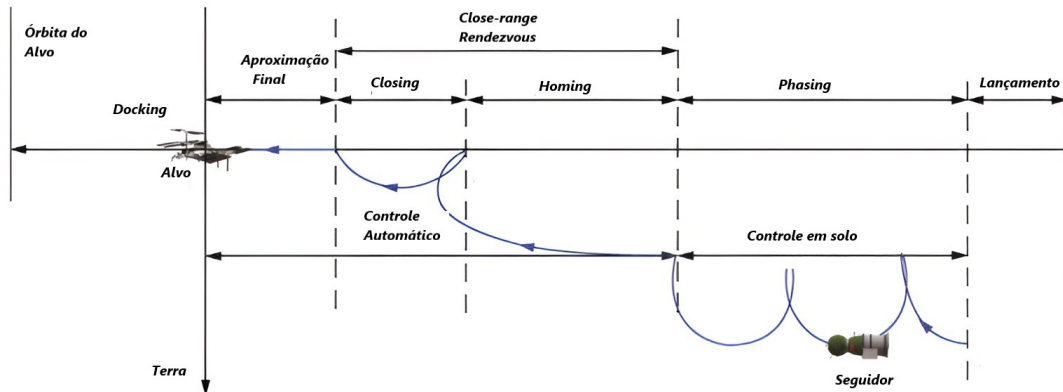 Órbita do
Alvo
Close-range
Rendezvous
Aproximação
Final
Closing
Homing
Phasing
Lançamento
Docking
Alvo
Controle
Automático
Controle em solo
Terra
Seguidor